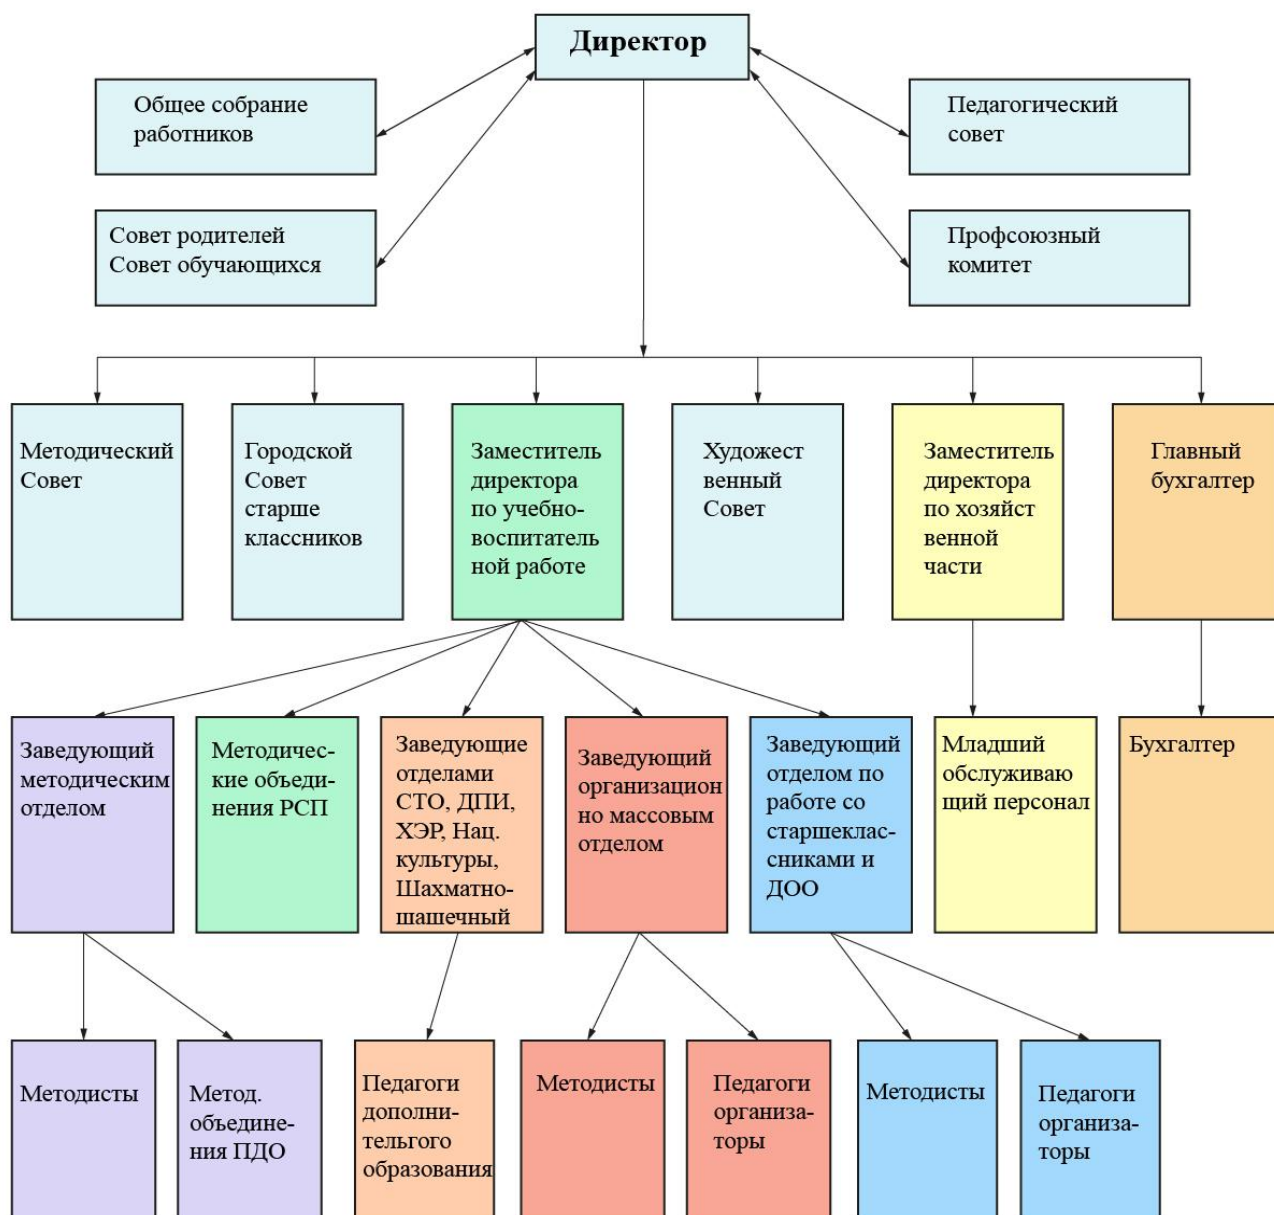 Директор
Общее собрание
работников
Педагогический
совет
Совет родителей
Совет обучающихся
Профсоюзный
комитет
Методический
Совет
Городской
Совет
старше
классников
Заместитель
директора
по учебно-
воспитатель
ной работе
Художест
венный
Совет
Заместитель
директора
по хозяйст
венной
части
Главный
бухгалтер
Заведующий
методическим
отделом
Методичес-
кие объеди-
нения РСП
Заведующие
отделами
СТО, ДПИ,
ХЭР, Нац.
культуры,
Шахматно-
шашечный
Заведующий
организацион
но массовым
отделом
Заведующий
отделом по
работе со
старшеклас-
сниками и
ДОО
Младший
обслуживаю
щий персонал
Бухгалтер
Методисты
Метод.
объедине-
ния ПДО
Педагоги
дополни-
тельгого
образования
Методисты
Педагоги
организа-
торы
Методисты
Педагоги
организа-
торы